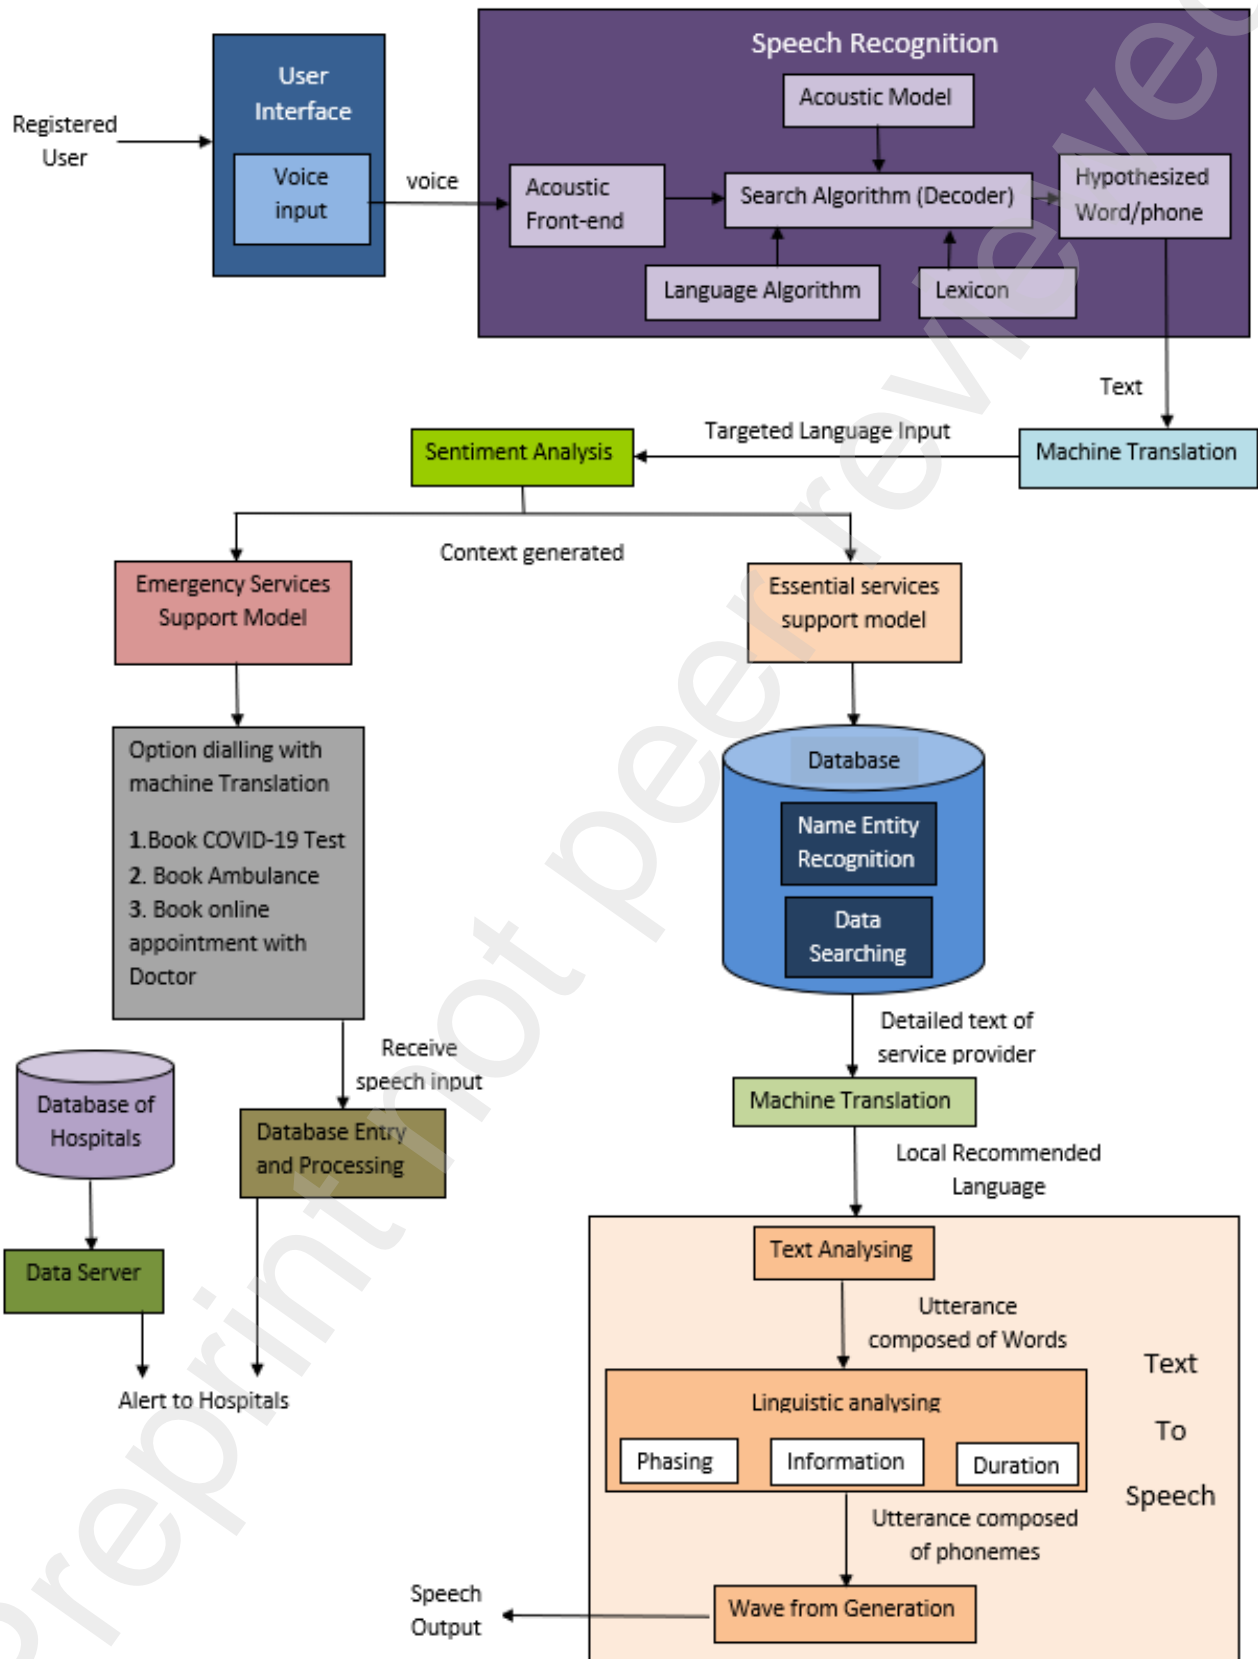 Speech Recognition
User
Interface
Acoustic Model
Registered
User
Voice
input
voice
Acoustic
Front-end
Search Algorithm (Decoder)
Hypothesized
Word/phone
Language Algorithm
Lexicon
Text
Sentiment Analysis
Targeted Language Input
Machine Translation
Context generated
Emergency Services
Support Model
Essential services
support model
Option dialling with
machine Translation
1.Book COVID-19 Test
2. Book Ambulance
3. Book online
appointment with
Doctor
Database
Name Entity
Recognition
Data
Searching
Receive
speech input
Detailed text of
service provider
Database of
Hospitals
Database Entry
and Processing
Machine Translation
Local Recommended
Language
Data Server
Alert to Hospitals
Text Analysing
Utterance
composed of Words
Linguistic analysing
Phasing
Information
Duration
Text
To
Speech
Utterance composed
of phonemes
Wave from Generation
Speech
Output
Preprint not peer reviewed